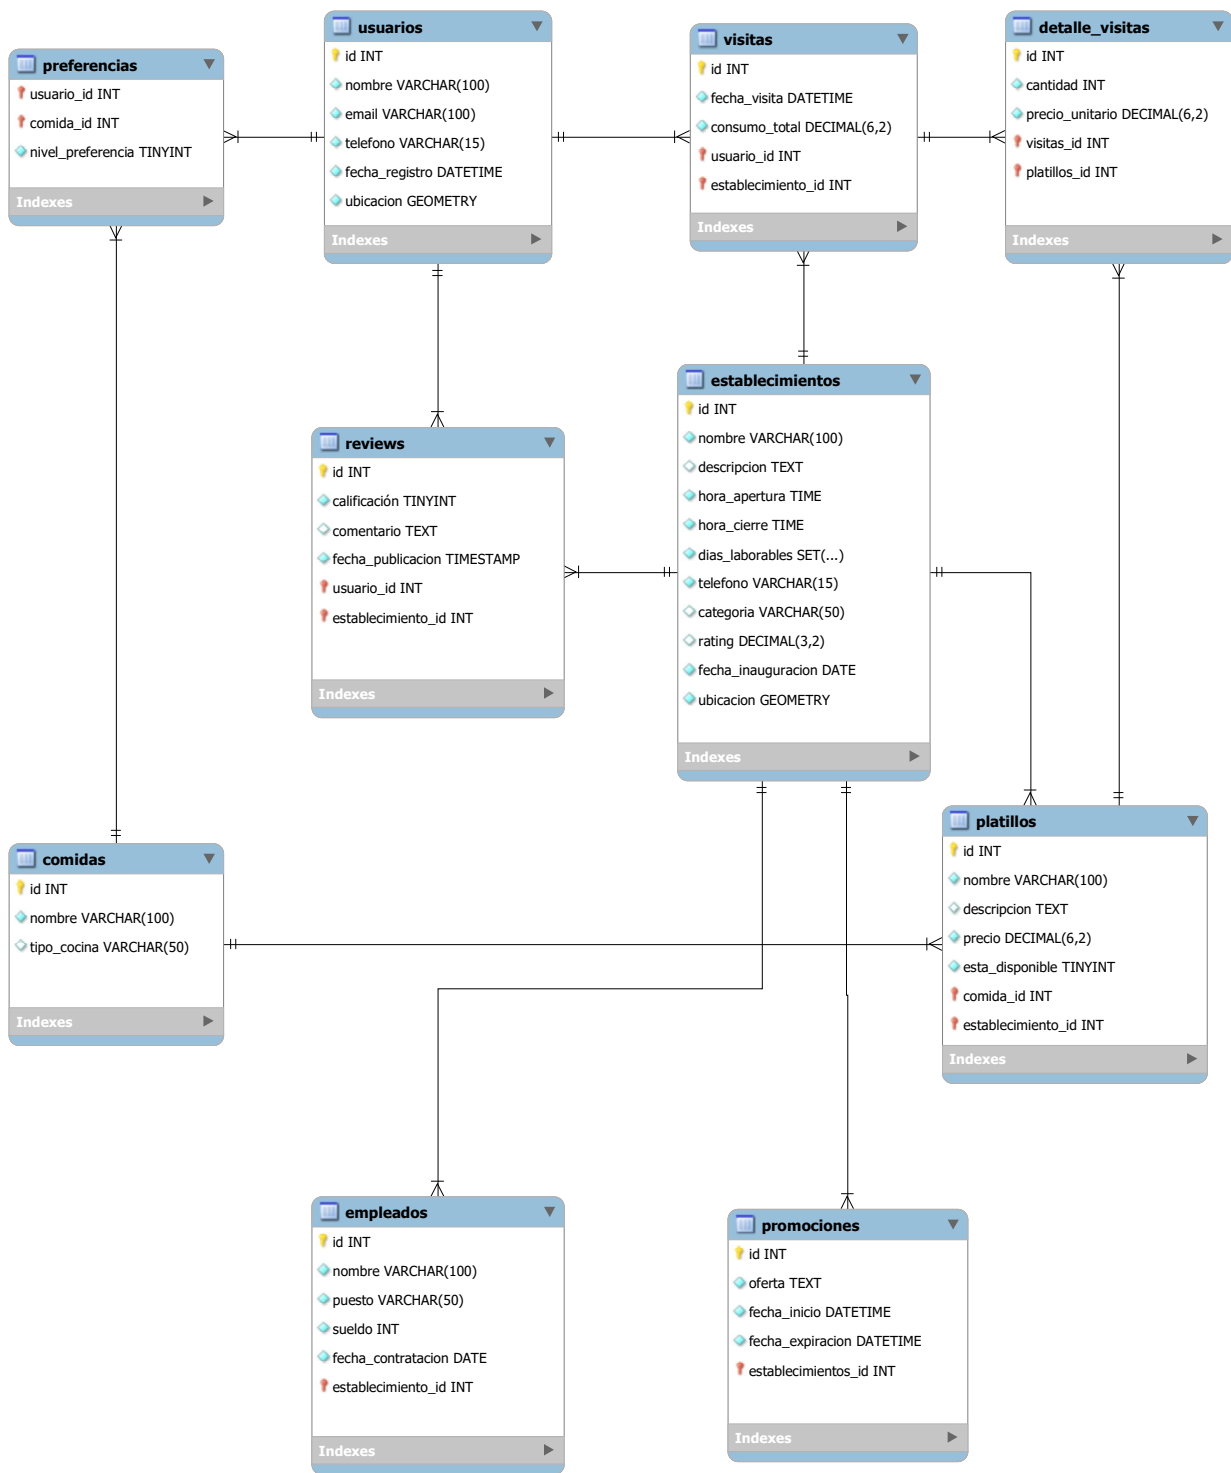 preferencias
usuario_id INT
comida_id INT
nivel_preferencia TINYINT
Indexes
usuarios
id INT
nombre VARCHAR(100)
email VARCHAR(100)
telefono VARCHAR(15)
fecha_registro DATETIME
ubicacion GEOMETRY
Indexes
visitas
id INT
fecha_visita DATETIME
consumo_total DECIMAL(6,2)
usuario_id INT
establecimiento_id INT
Indexes
detalle_visitas
id INT
cantidad INT
precio_unitario DECIMAL(6,2)
visitas_id INT
platillos_id INT
Indexes
reviews
id INT
calificación TINYINT
comentario TEXT
fecha_publicacion TIMESTAMP
usuario_id INT
establecimiento_id INT
Indexes
establecimientos
id INT
nombre VARCHAR(100)
descripcion TEXT
hora_apertura TIME
hora_cierre TIME
dias_laborables SET(...)
telefono VARCHAR(15)
categoria VARCHAR(50)
rating DECIMAL(3,2)
fecha_inauguracion DATE
ubicacion GEOMETRY
Indexes
comidas
id INT
nombre VARCHAR(100)
tipo_cocina VARCHAR(50)
Indexes
platillos
id INT
nombre VARCHAR(100)
descripcion TEXT
precio DECIMAL(6,2)
esta_disponible TINYINT
comida_id INT
establecimiento_id INT
Indexes
empleados
id INT
nombre VARCHAR(100)
puesto VARCHAR(50)
sueldo INT
fecha_contratacion DATE
establecimiento_id INT
Indexes
promociones
id INT
oferta TEXT
fecha_inicio DATETIME
fecha_expiracion DATETIME
establecimientos_id INT
Indexes